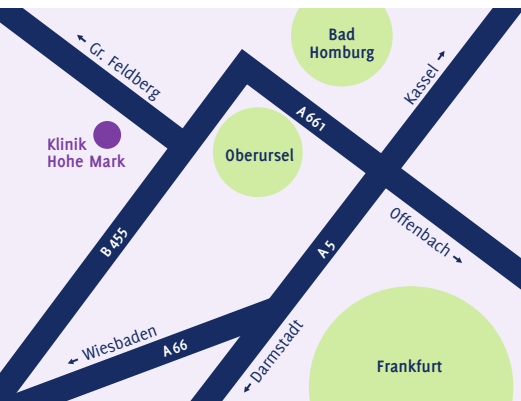 Bad
Homburg
← Gr. Feldberg
Kassel →
A 661
Klinik
Hohe Mark
Oberursel
Offenbach →
B 455
A 5
← Wiesbaden
A 66
← Darmstadt
Frankfurt